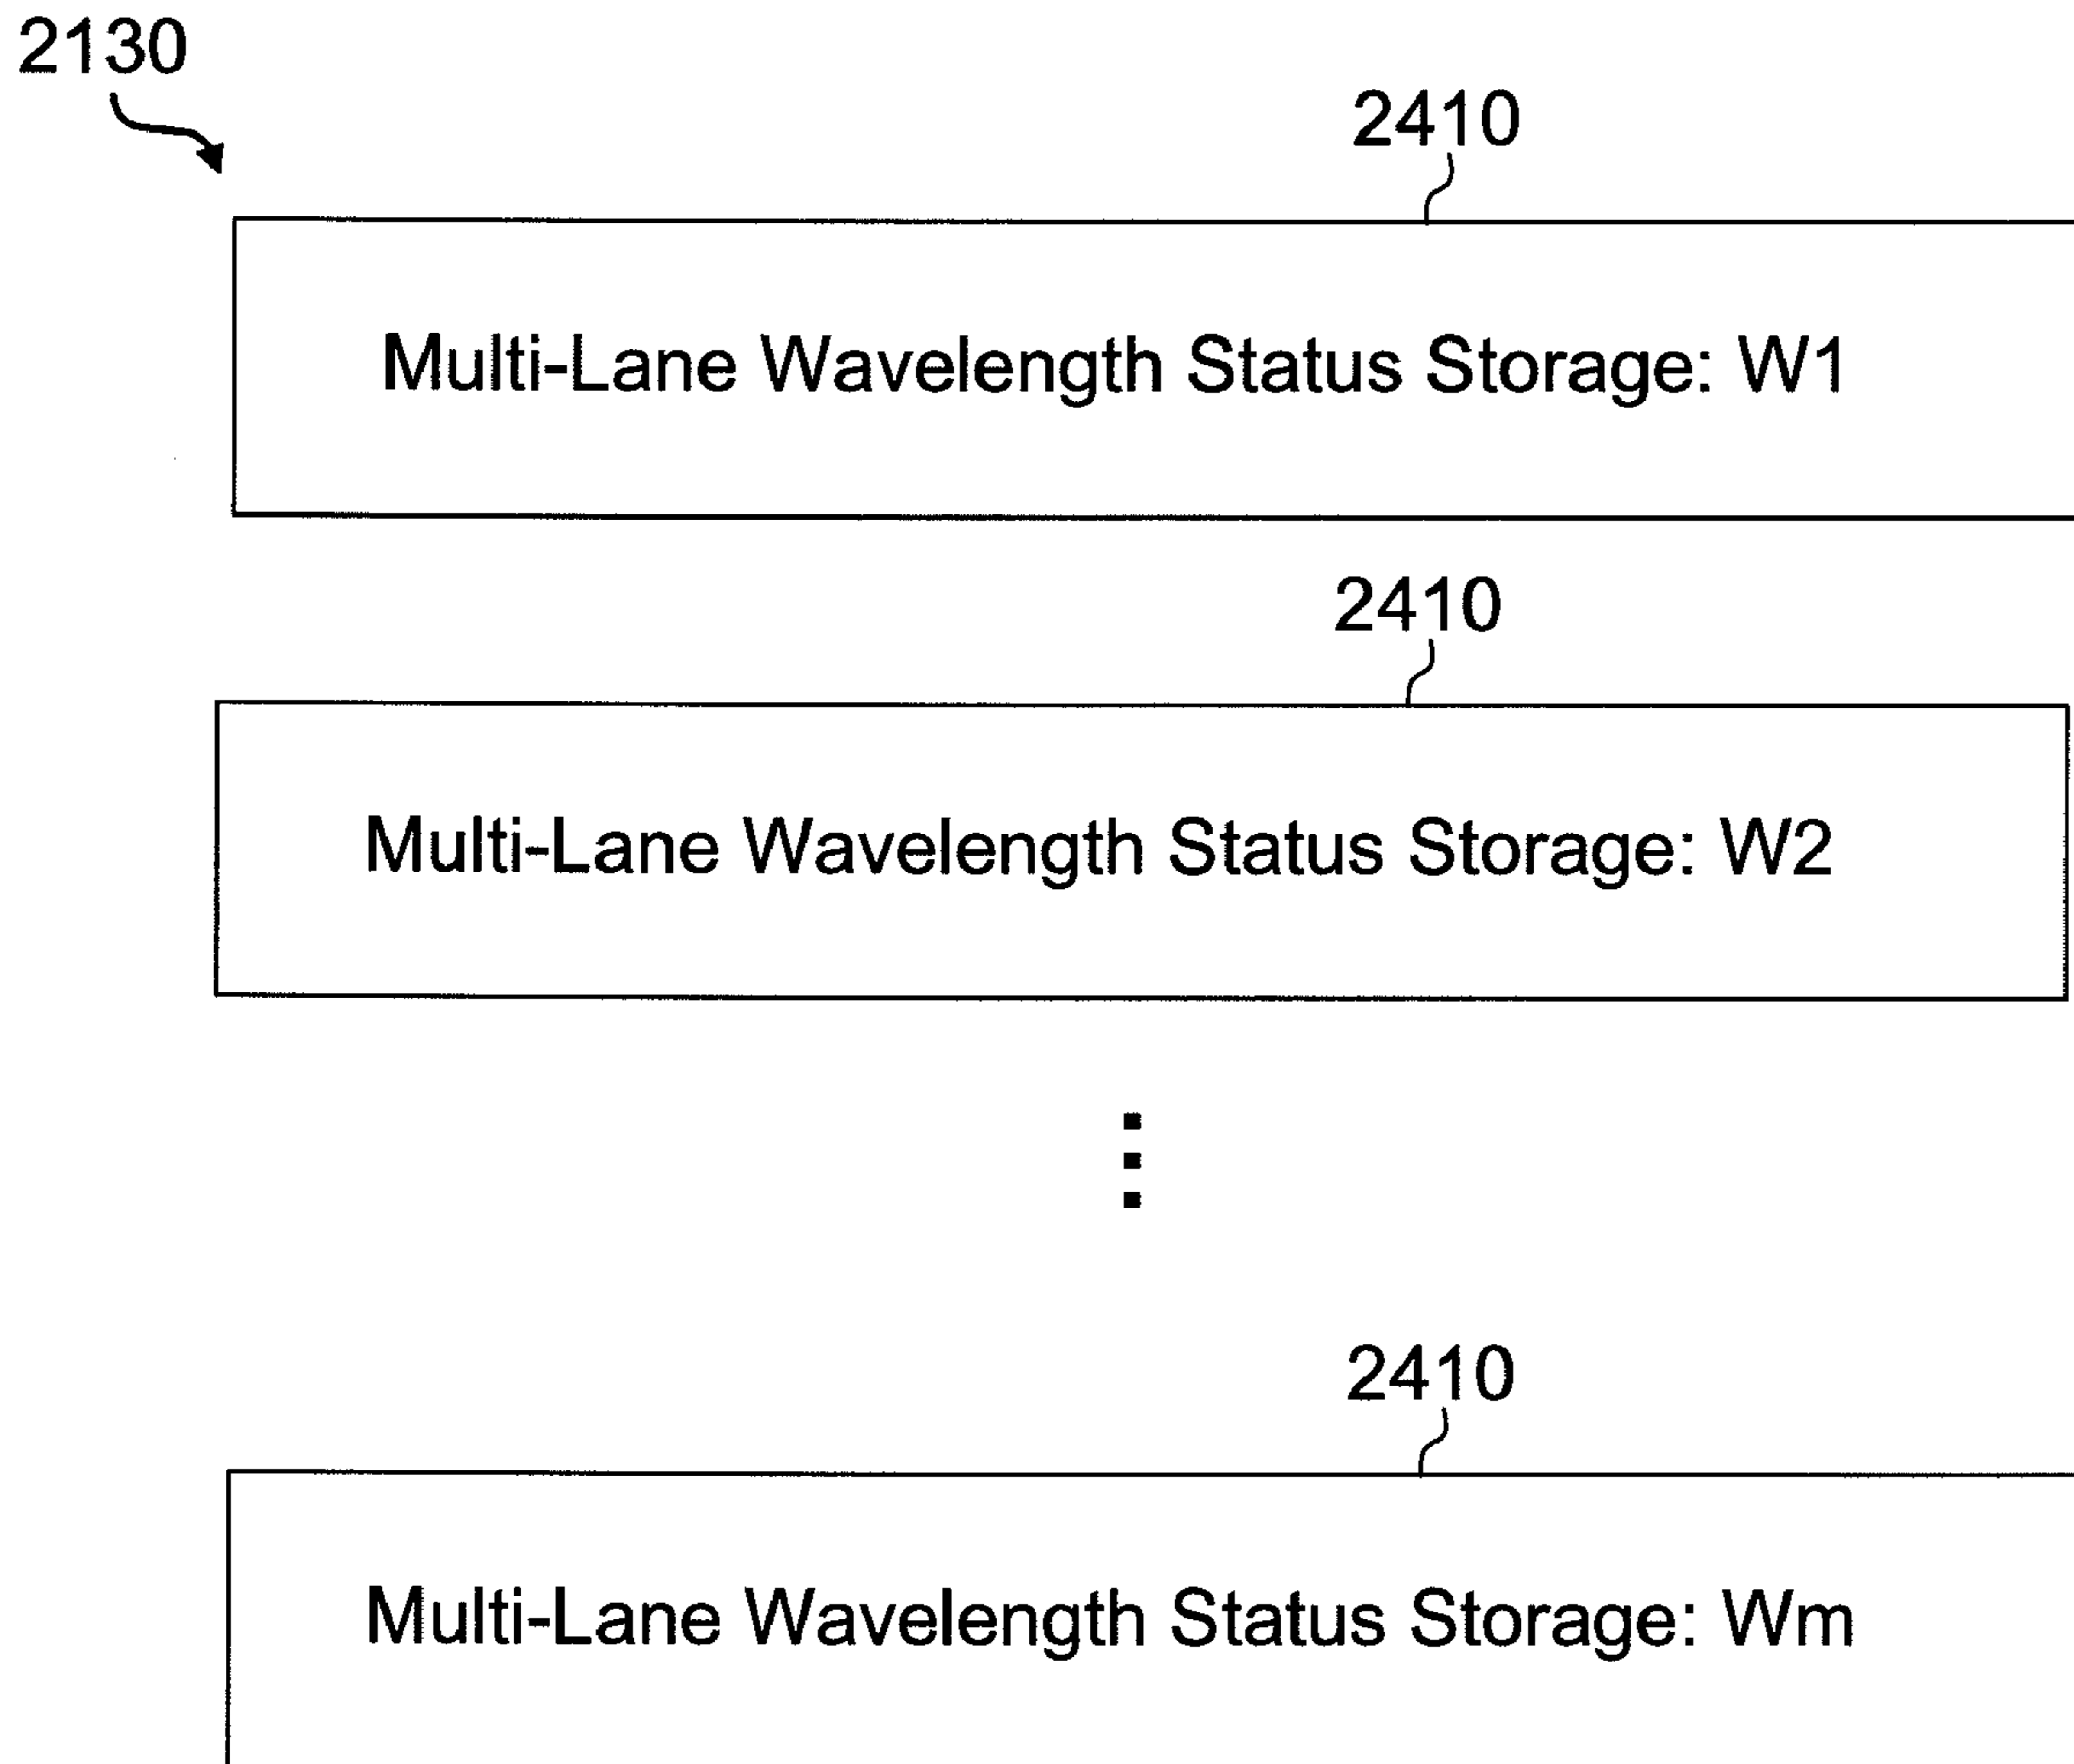 2130
2410
Multi-Lane Wavelength Status Storage: W1
2410
Multi-Lane Wavelength Status Storage: W2
2410
Multi-Lane Wavelength Status Storage: Wm